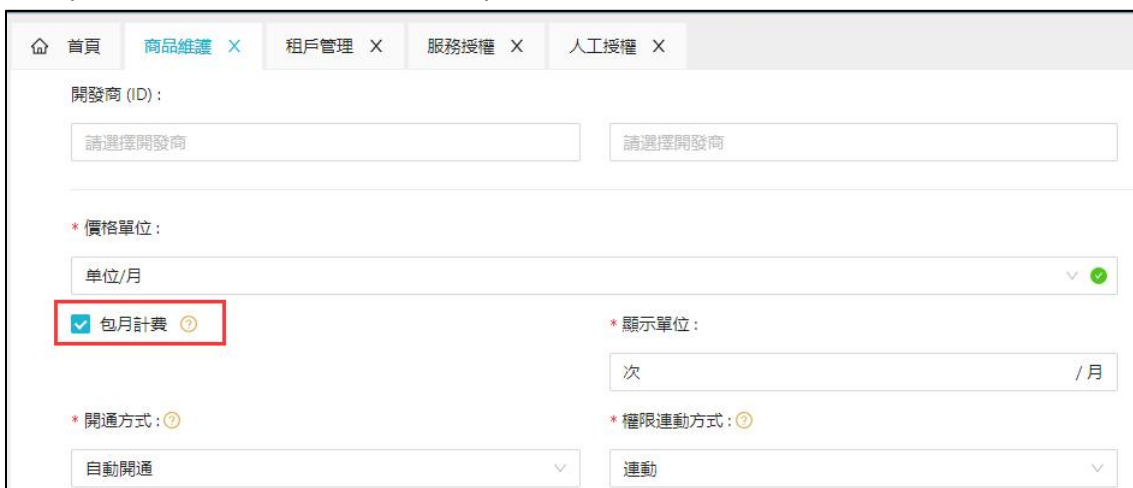 首頁 商品維護 X 租戶管理 X 服務授權 X 人工授權 X
開發商 (ID) :
請選擇開發商 請選擇開發商
* 價格單位 :
单位/月
包月計費 ? * 顯示單位 :
次 /月
* 開通方式 : ? * 權限連動方式 : ?
自動開通 連動